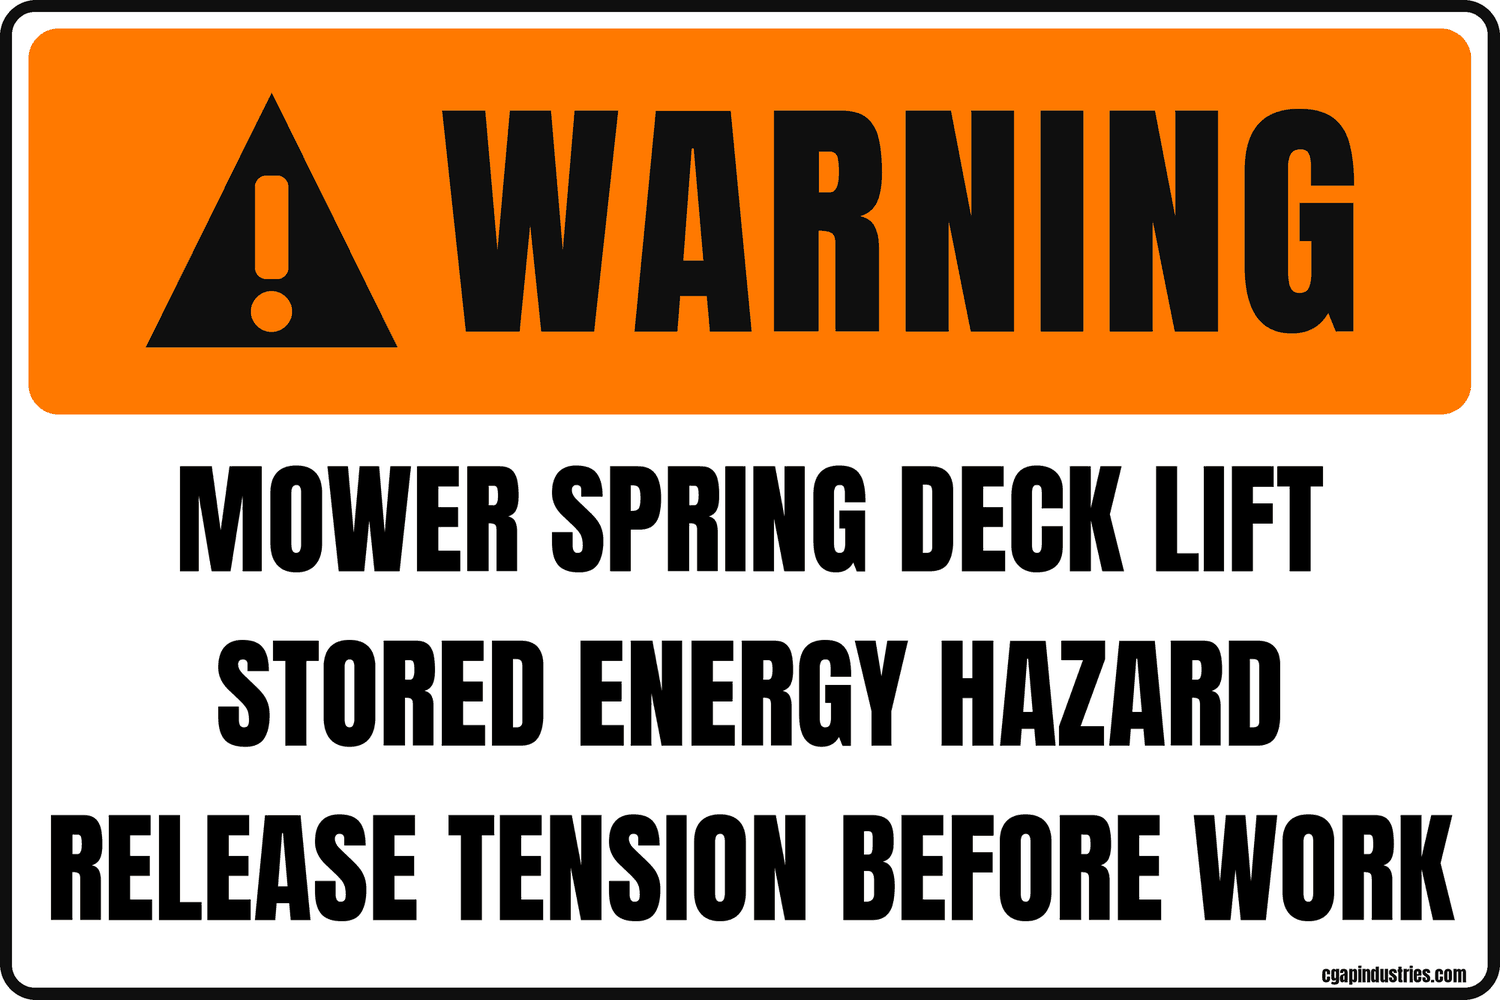 WARNING
MOWER SPRING DECK LIFT
STORED ENERGY HAZARD
RELEASE TENSION BEFORE WORK
cgapindustries.com